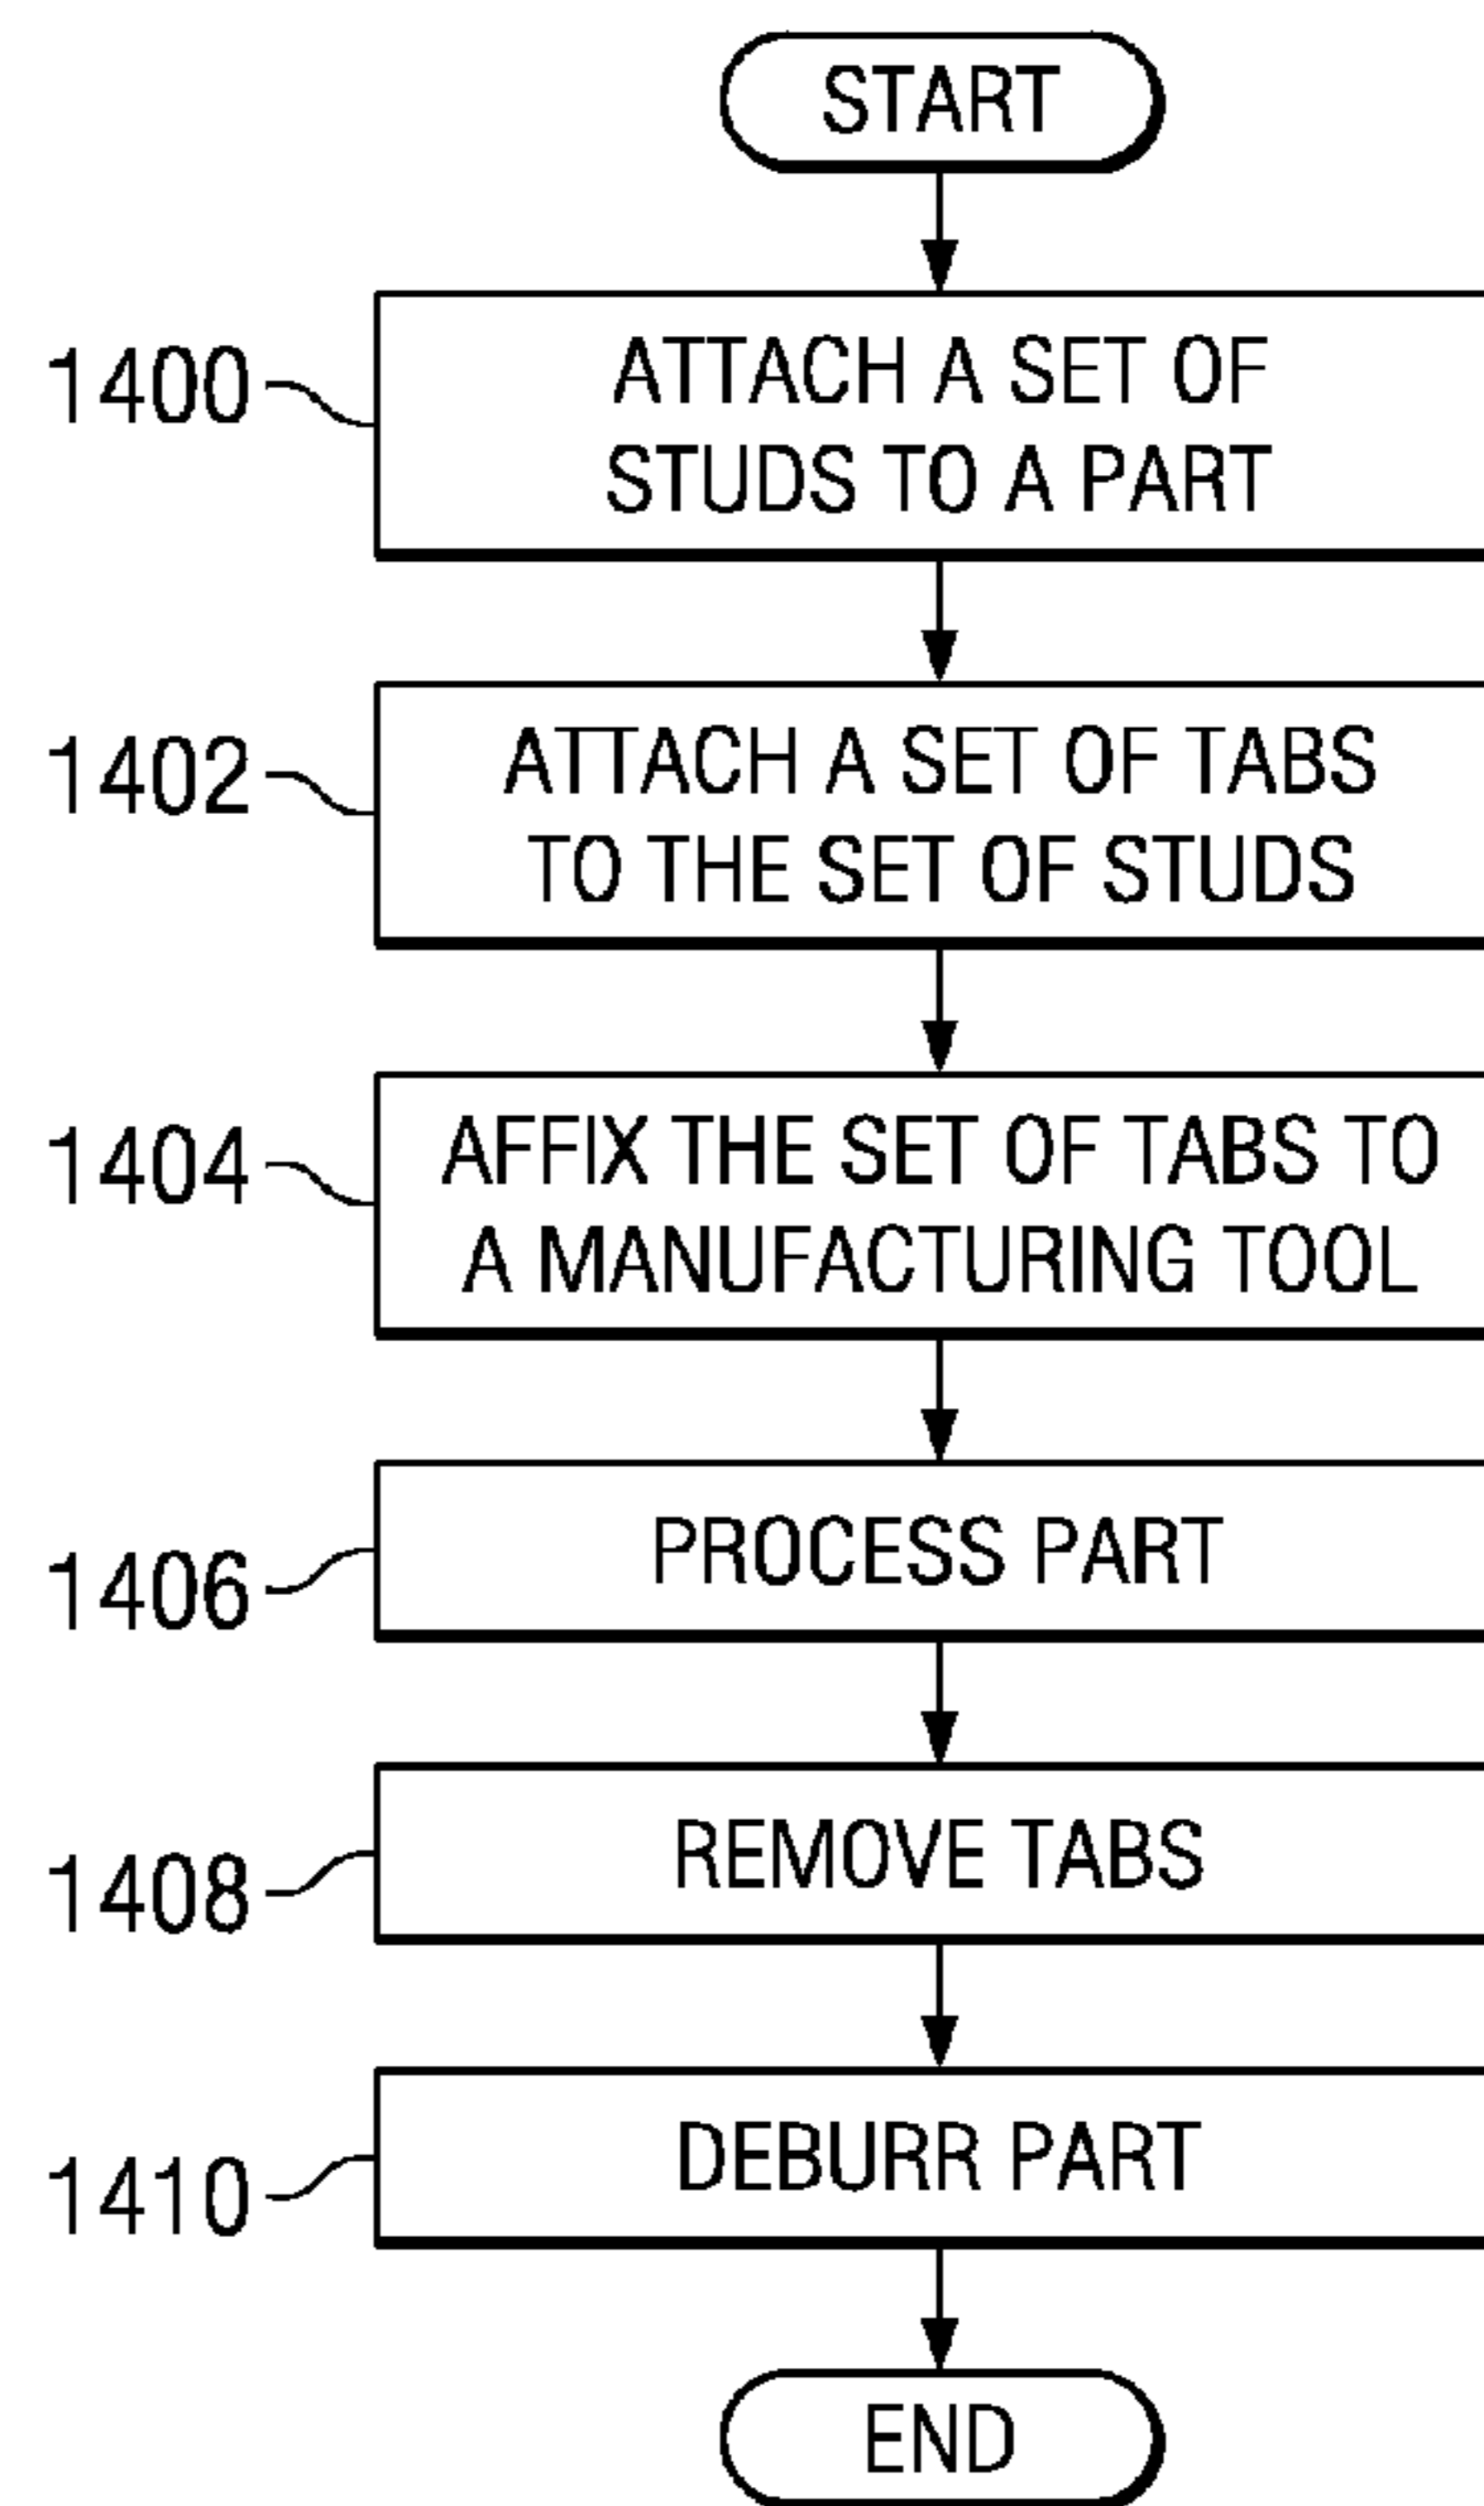 START
1400
ATTACH A SET OF
STUDS TO A PART
1402
ATTACH A SET OF TABS
TO THE SET OF STUDS
1404
AFFIX THE SET OF TABS TO
A MANUFACTURING TOOL
1406
PROCESS PART
1408
REMOVE TABS
1410
DEBURR PART
END